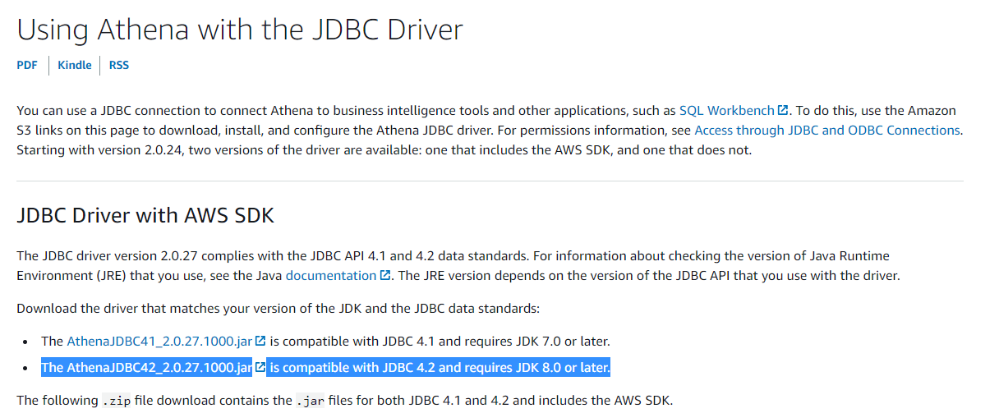 Using Athena with the JDBC Driver
PDF
Kindle
RSS
You can use a JDBC connection to connect Athena to business intelligence tools and other applications, such as SQL Workbench. To do this, use the Amazon
S3 links on this page to download, install, and configure the Athena JDBC driver. For permissions information, see Access through JDBC and ODBC Connections.
Starting with version 2.0.24, two versions of the driver are available: one that includes the AWS SDK, and one that does not.
JDBC Driver with AWS SDK
The JDBC driver version 2.0.27 complies with the JDBC API 4.1 and 4.2 data standards. For information about checking the version of Java Runtime
Environment (JRE) that you use, see the Java documentation. The JRE version depends on the version of the JDBC API that you use with the driver.
Download the driver that matches your version of the JDK and the JDBC data standards:
• The AthenaJDBC41_2.0.27.1000.jar is compatible with JDBC 4.1 and requires JDK 7.0 or later.
• The AthenaJDBC42_2.0.27.1000.jar is compatible with JDBC 4.2 and requires JDK 8.0 or later.
The following .zip file download contains the .jar files for both JDBC 4.1 and 4.2 and includes the AWS SDK.